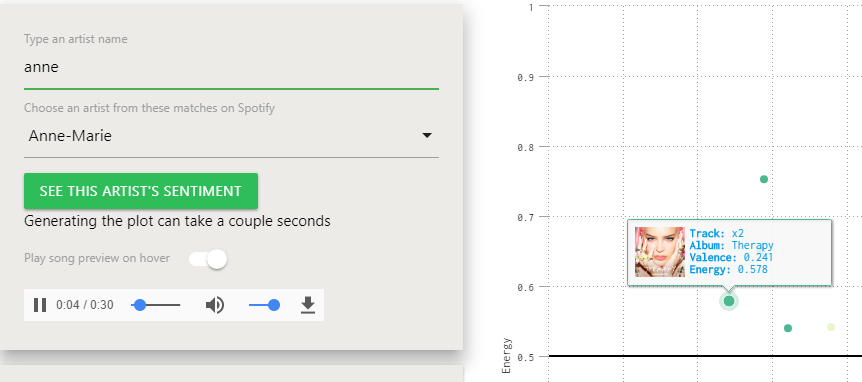 Type an artist name
anne
Choose an artist from these matches on Spotify
Anne-Marie
SEE THIS ARTIST'S SENTIMENT
Generating the plot can take a couple seconds
Play song preview on hover
0:04 / 0:30
1
0.9
0.8
0.7
Track: x2
Album: Therapy
Valence: 0.241
Energy: 0.578
0.6
0.5
Energy